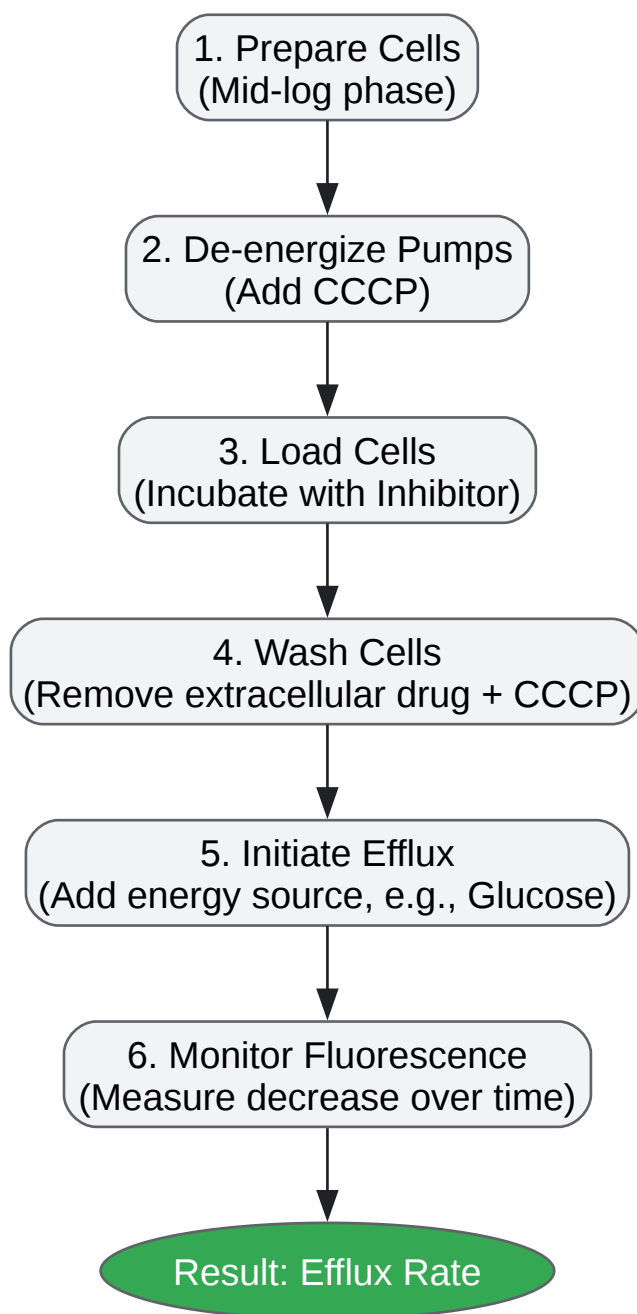 1. Prepare Cells
(Mid-log phase)
2. De-energize Pumps
(Add CCCP)
3. Load Cells
(Incubate with Inhibitor)
4. Wash Cells
(Remove extracellular drug + CCCP)
5. Initiate Efflux
(Add energy source, e.g., Glucose)
6. Monitor Fluorescence
(Measure decrease over time)
Result: Efflux Rate